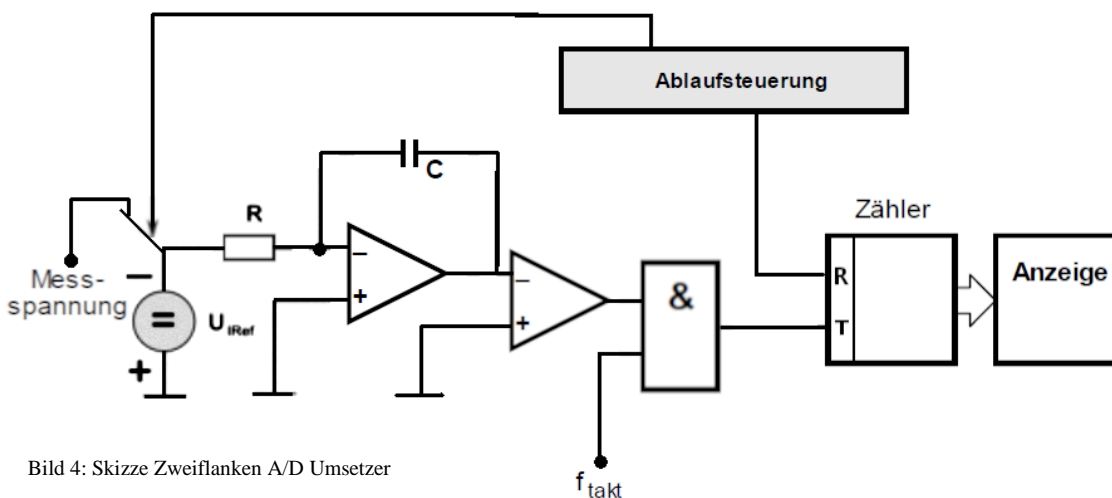 Ablaufsteuerung
C
R
Zähler
Mess-
spannung
−
=
+
U IRef
−
+
−
+
&
R
T
Anzeige
f takt
Bild 4: Skizze Zweiflanken A/D Umsetzer